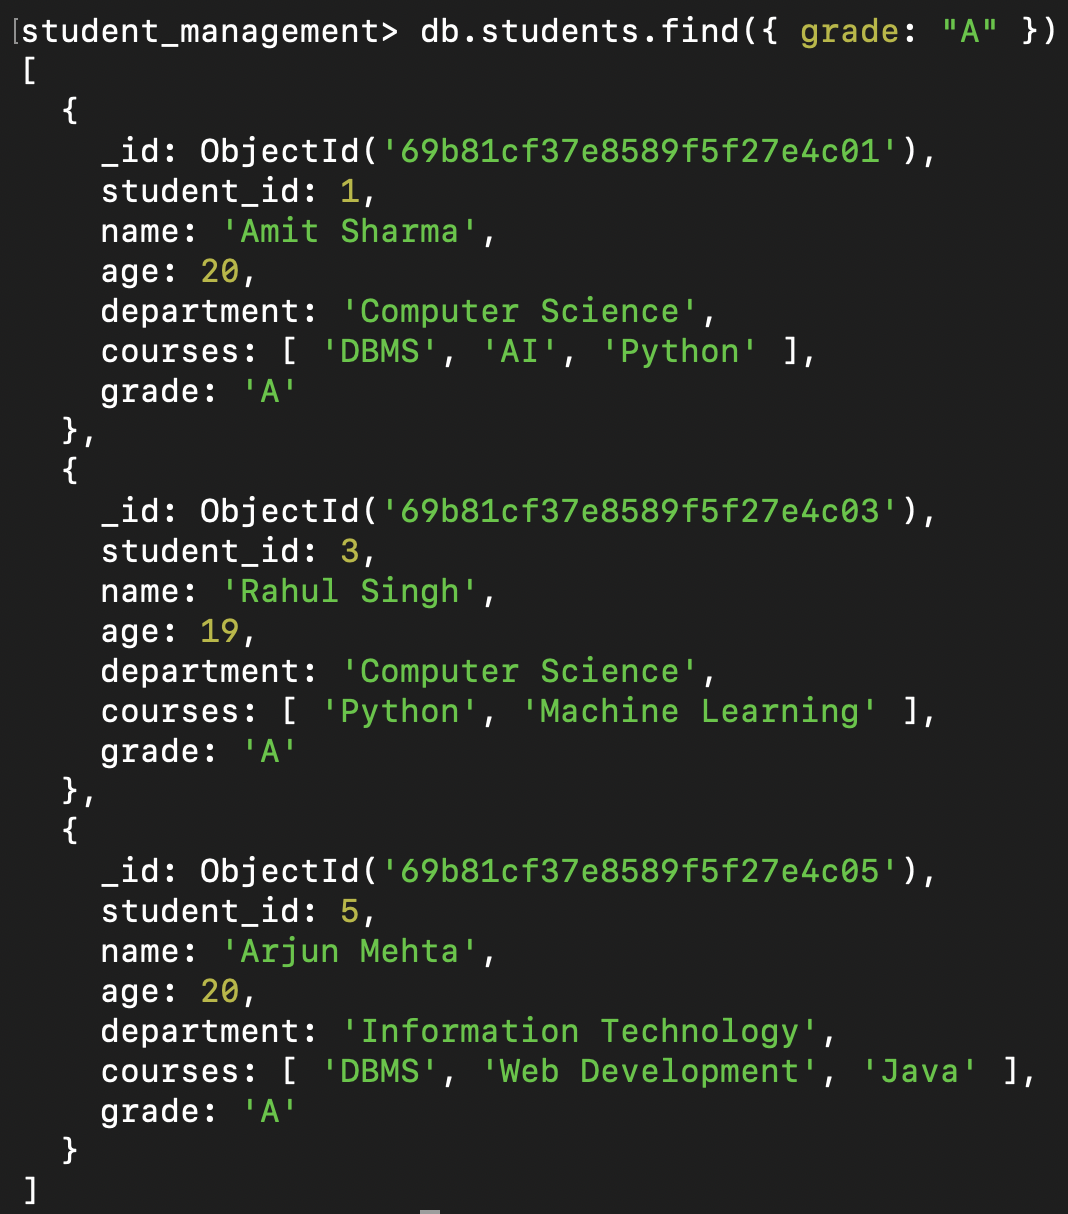 [student_management> db.students.find({ grade: "A" })
[
  {
    _id: ObjectId('69b81cf37e8589f5f27e4c01'),
    student_id: 1,
    name: 'Amit Sharma',
    age: 20,
    department: 'Computer Science',
    courses: [ 'DBMS', 'AI', 'Python' ],
    grade: 'A'
  },
  {
    _id: ObjectId('69b81cf37e8589f5f27e4c03'),
    student_id: 3,
    name: 'Rahul Singh',
    age: 19,
    department: 'Computer Science',
    courses: [ 'Python', 'Machine Learning' ],
    grade: 'A'
  },
  {
    _id: ObjectId('69b81cf37e8589f5f27e4c05'),
    student_id: 5,
    name: 'Arjun Mehta',
    age: 20,
    department: 'Information Technology',
    courses: [ 'DBMS', 'Web Development', 'Java' ],
    grade: 'A'
  }
]